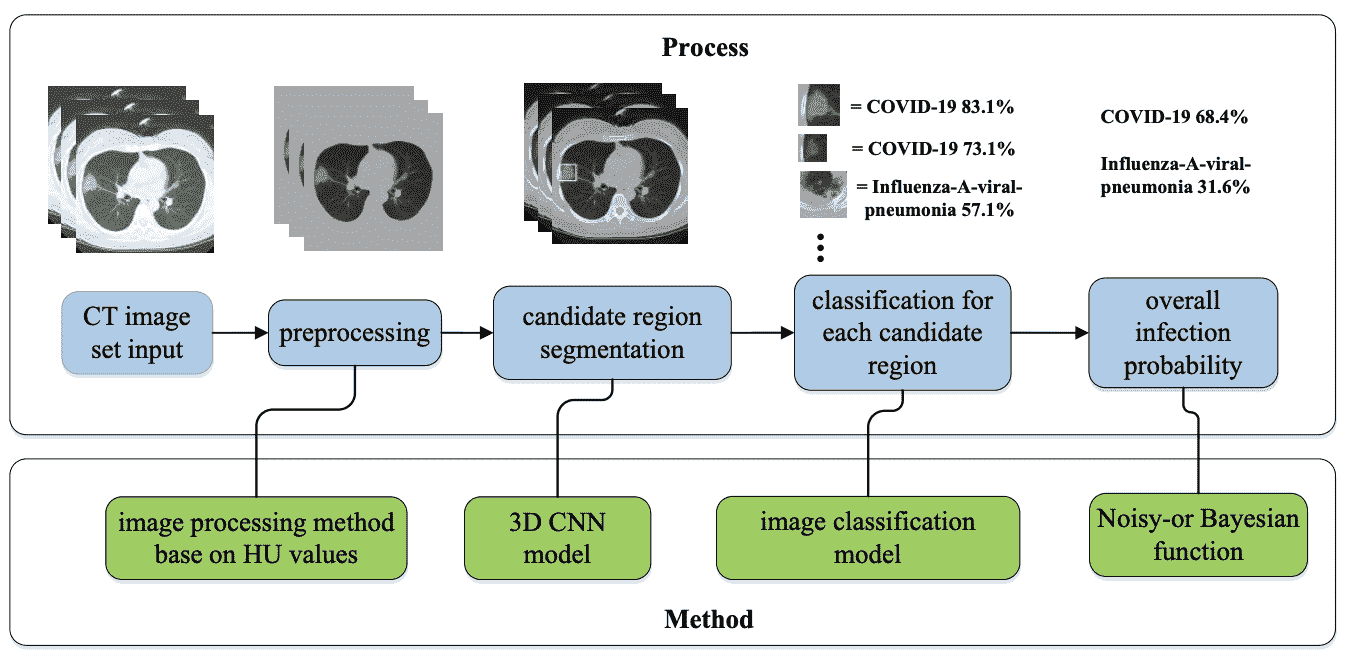 Process
= COVID-19 83.1%
= COVID-19 73.1%
= Influenza-A-viral-
pneumonia 57.1%
COVID-19 68.4%
Influenza-A-viral-
pneumonia 31.6%
CT image
set input
preprocessing
candidate region
segmentation
classification for
each candidate
region
overall
infection
probability
image processing method
base on HU values
3D CNN
model
image classification
model
Noisy-or Bayesian
function
Method